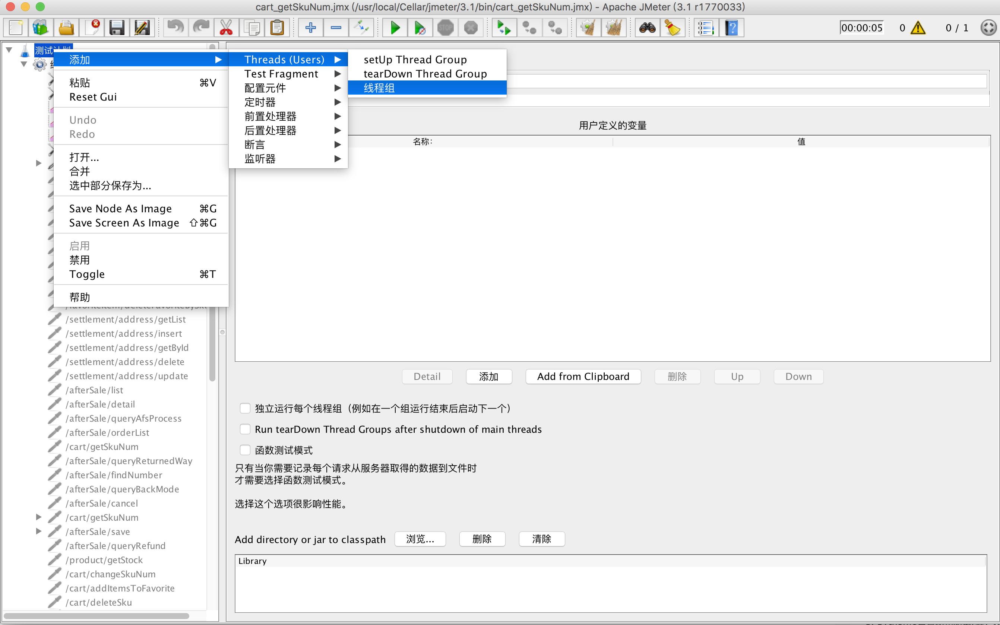 cart_getSkuNum.jmx (/usr/local/Cellar/jmeter/3.1/bin/cart_getSkuNum.jmx) - Apache JMeter (3.1 r1770033)
STOP
00:00:05 0 0 / 1
测试计划
添加
粘贴 ⌘V
Reset Gui
Undo
Redo
打开...
合并
选中部分保存为...
Save Node As Image ⌘G
Save Screen As Image ⇧⌘G
启用
禁用
Toggle ⌘T
帮助
Threads (Users)
Test Fragment
配置元件
定时器
前置处理器
后置处理器
断言
监听器
setUp Thread Group
tearDown Thread Group
线程组
/settlement/address/getList
/settlement/address/insert
/settlement/address/getById
/settlement/address/delete
/settlement/address/update
/afterSale/list
/afterSale/detail
/afterSale/queryAfsProcess
/afterSale/orderList
/cart/getSkuNum
/afterSale/queryReturnedWay
/afterSale/findNumber
/afterSale/queryBackMode
/afterSale/cancel
/cart/getSkuNum
/afterSale/save
/afterSale/queryRefund
/product/getStock
/cart/changeSkuNum
/cart/addItemsToFavorite
/cart/deleteSku
用户定义的变量
名称: 值
Detail 添加 Add from Clipboard 删除 Up Down
独立运行每个线程组（例如在一个组运行结束后启动下一个）
Run tearDown Thread Groups after shutdown of main threads
函数测试模式
只有当你需要记录每个请求从服务器取得的数据到文件时
才需要选择函数测试模式。
选择这个选项很影响性能。
Add directory or jar to classpath 浏览... 删除 清除
Library